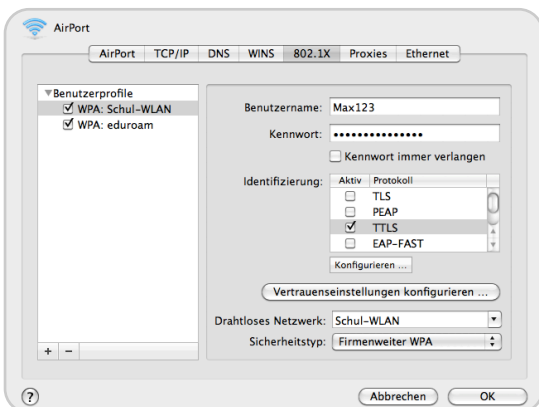 AirPort
AirPort TCP/IP DNS WINS 802.1X Proxies Ethernet
Benutzerprofile
WPA: Schul-WLAN
WPA: eduroam
+ −
Benutzername: Max123
Kennwort: •••••••••••••••
Kennwort immer verlangen
Identifizierung: Aktiv Protokoll
TLS
PEAP
TTLS
EAP-FAST
Konfigurieren ...
Vertrauenseinstellungen konfigurieren ...
Drahtloses Netzwerk: Schul-WLAN
Sicherheitstyp: Firmenweiter WPA
? Abbrechen OK